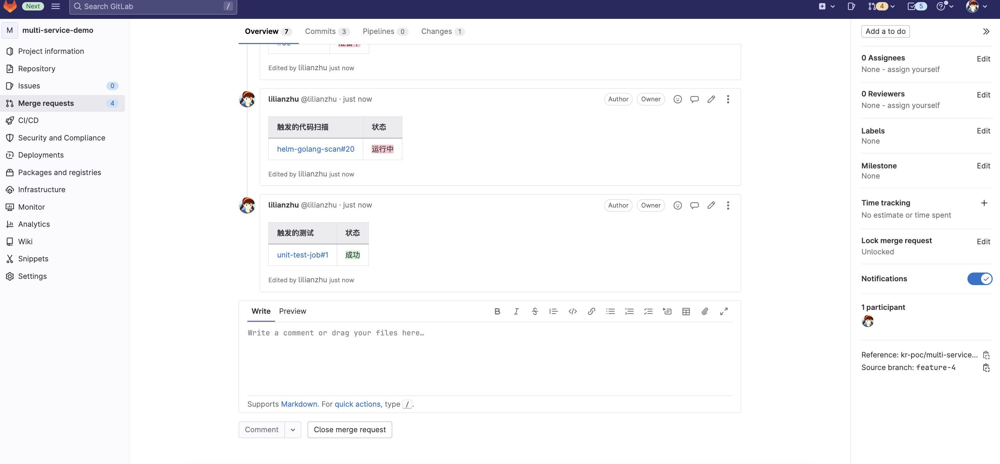 Next
Search GitLab /
4
5
M multi-service-demo
Project information
Repository
Issues 0
Merge requests 4
CI/CD
Security and Compliance
Deployments
Packages and registries
Infrastructure
Monitor
Analytics
Wiki
Snippets
Settings
Overview 7 Commits 3 Pipelines 0 Changes 1
Edited by lilianzhu just now
lilianzhu @lilianzhu · just now Author Owner
触发的代码扫描 状态
helm-golang-scan#20 运行中
Edited by lilianzhu just now
lilianzhu @lilianzhu · just now Author Owner
触发的测试 状态
unit-test-job#1 成功
Edited by lilianzhu just now
Write Preview
Write a comment or drag your files here…
Supports Markdown. For quick actions, type /.
Comment Close merge request
Add a to do
0 Assignees Edit
None - assign yourself
0 Reviewers Edit
None - assign yourself
Labels Edit
None
Milestone Edit
None
Time tracking
No estimate or time spent
Lock merge request Edit
Unlocked
Notifications
1 participant
Reference: kr-poc/multi-service...
Source branch: feature-4